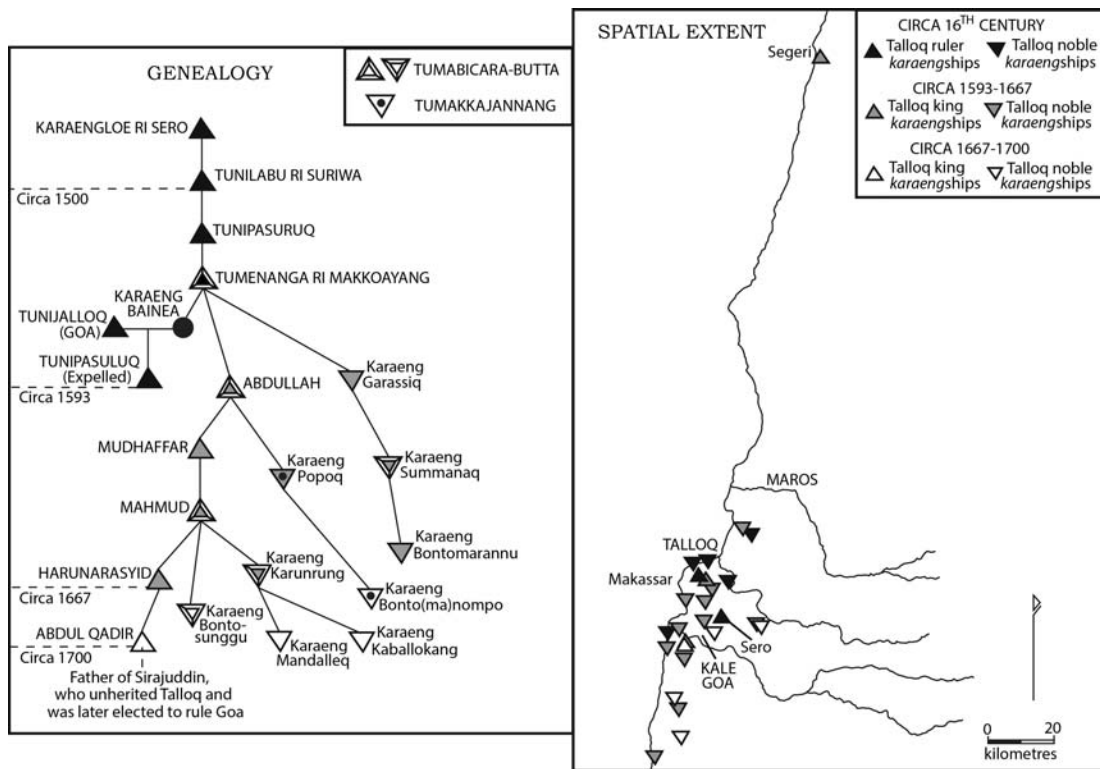 GENEALOGY
TUMABICARA-BUTTA
TUMAKKAJANNANG
KARAENGLOE RI SERO
TUNILABU RI SURIWA
Circa 1500
TUNIPASURUQ
TUMENANGA RI MAKKOAYANG
KARAENG
BAINEA
TUNIJALLOQ
(GOA)
TUNIPASULUQ
(Expelled)
Circa 1593
ABDULLAH
Karaeng
Garassiq
MUDHAFFAR
Karaeng
Popoq
Karaeng
Summanaq
MAHMUD
Karaeng
Bontomarannu
HARUNARASYID
Karaeng
Karunrung
Circa 1667
Karaeng
Bonto-
sunggu
Karaeng
Bonto(ma)nompo
ABDUL QADIR
Karaeng
Mandalleq
Karaeng
Kaballokang
Circa 1700
Father of Sirajuddin,
who unherited Talloq and
was later elected to rule Goa
SPATIAL EXTENT
CIRCA 16TH CENTURY
Talloq ruler
karaengships
Talloq noble
karaengships
CIRCA 1593-1667
Talloq king
karaengships
Talloq noble
karaengships
CIRCA 1667-1700
Talloq king
karaengships
Talloq noble
karaengships
Segeri
MAROS
TALLOQ
Makassar
Sero
KALE
GOA
0 20
kilometres